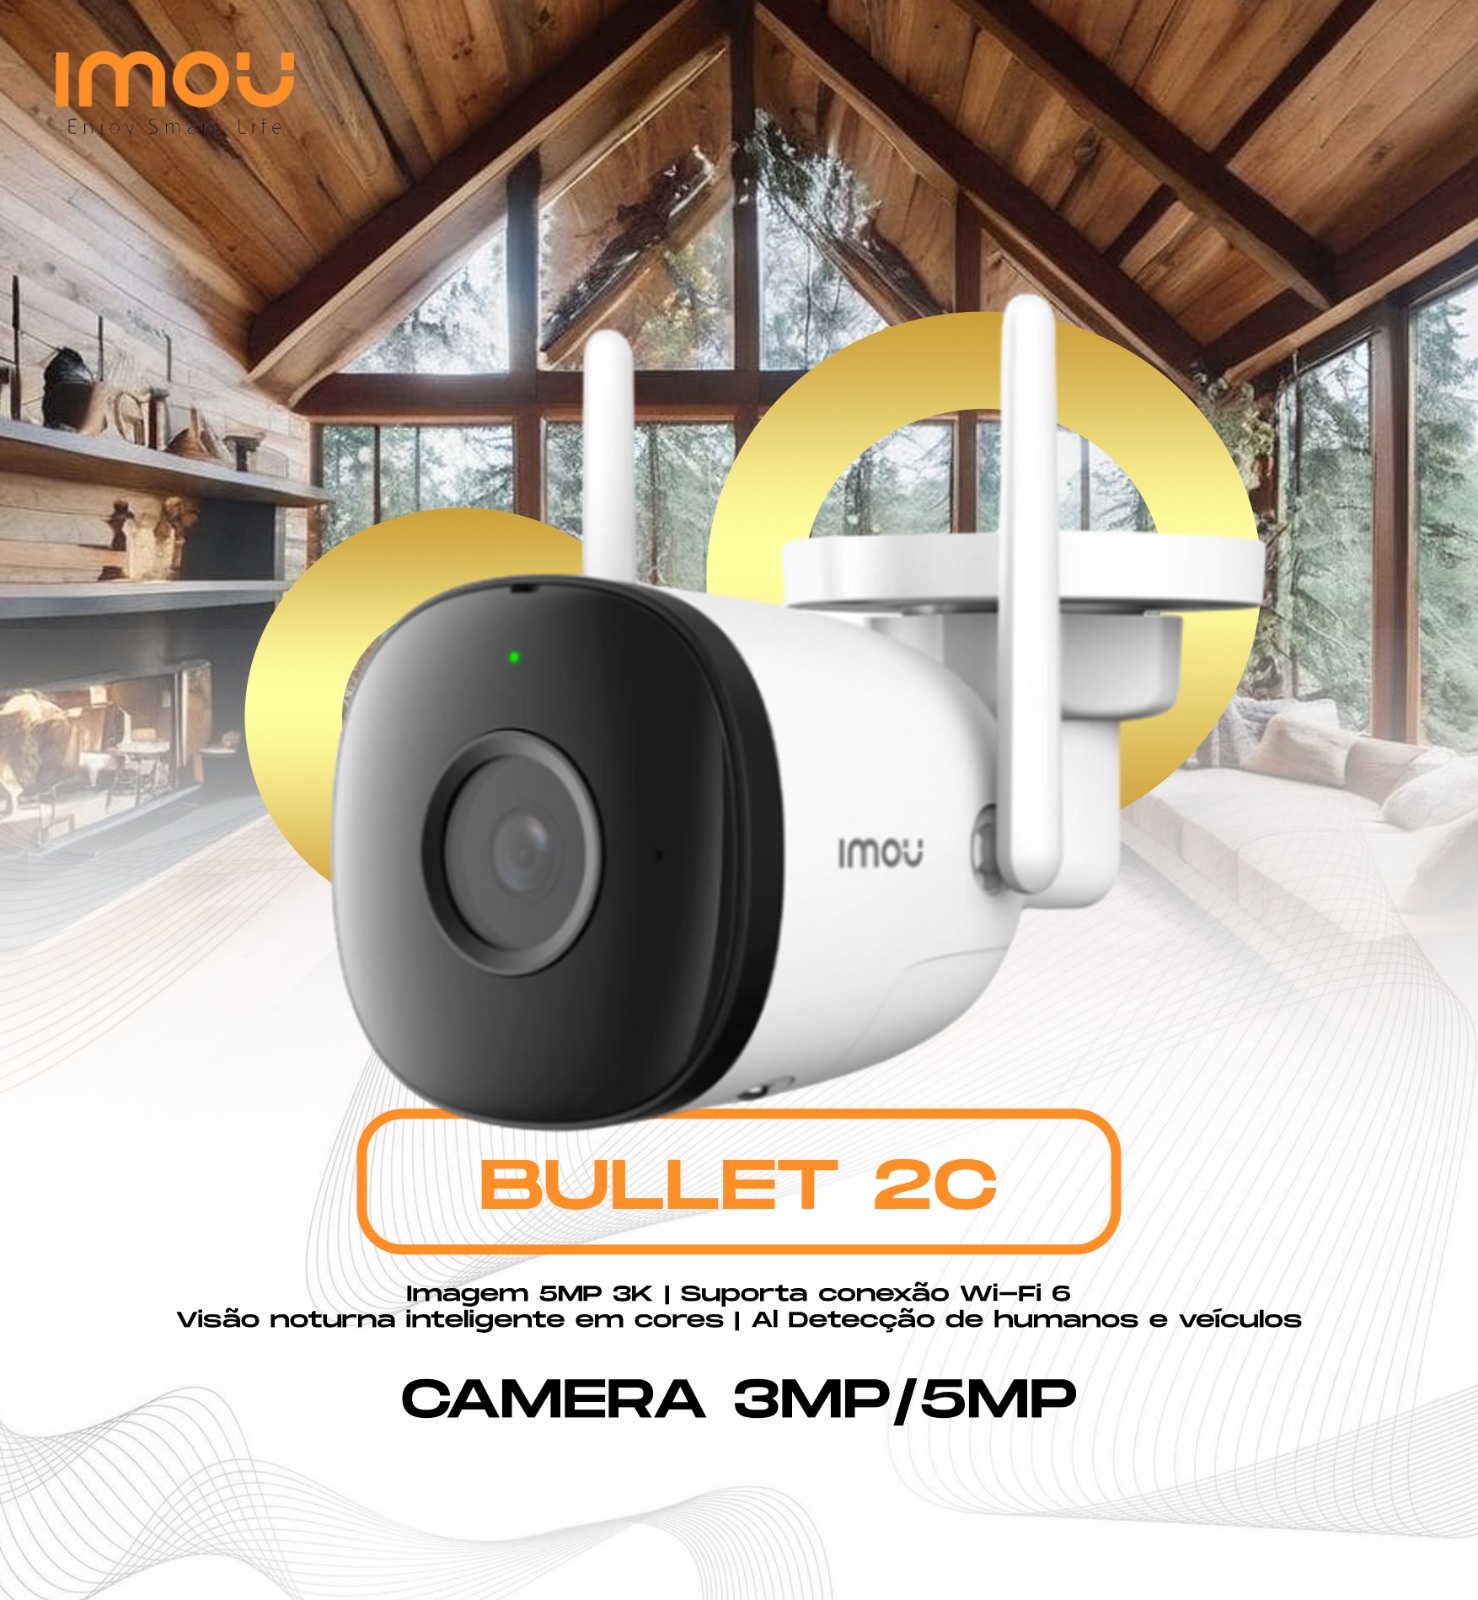 imou
Enjoy Smart Life
imou
BULLET 2C
Imagem 5MP 3K | Suporta conexão Wi-Fi 6
Visão noturna inteligente em cores | Al Detecção de humanos e veículos
CAMERA 3MP/5MP